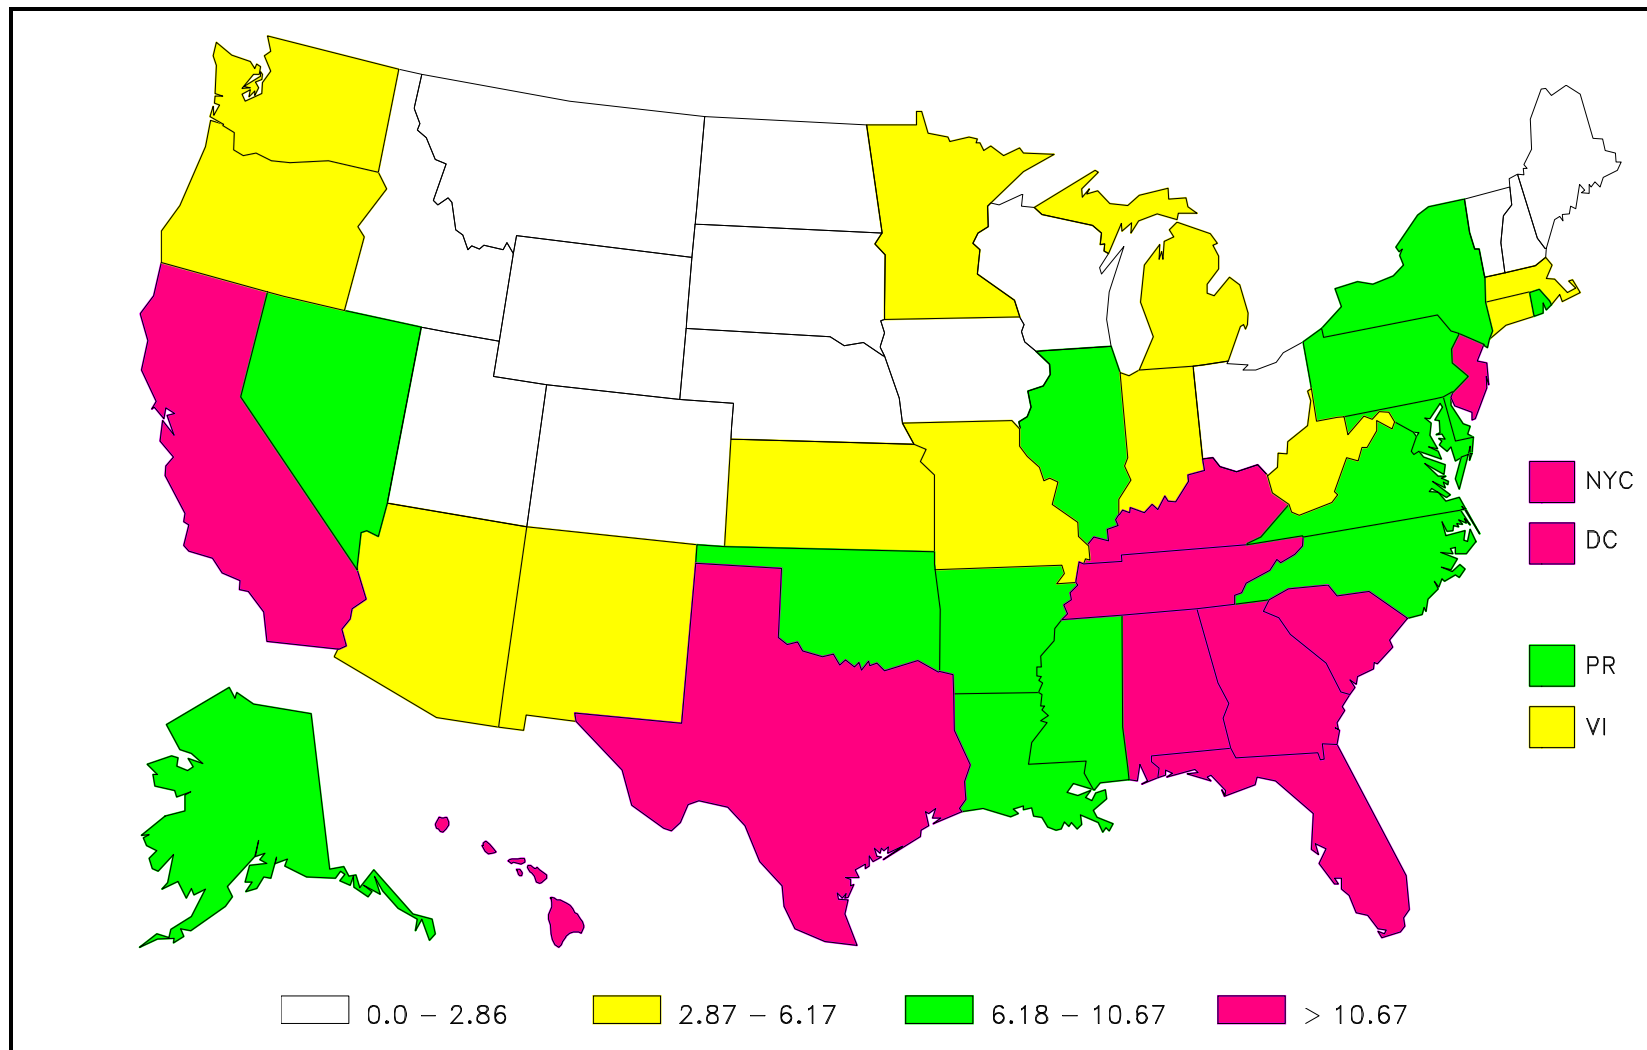 NYC
DC
PR
VI
0.0 – 2.86
2.87 – 6.17
6.18 – 10.67
> 10.67